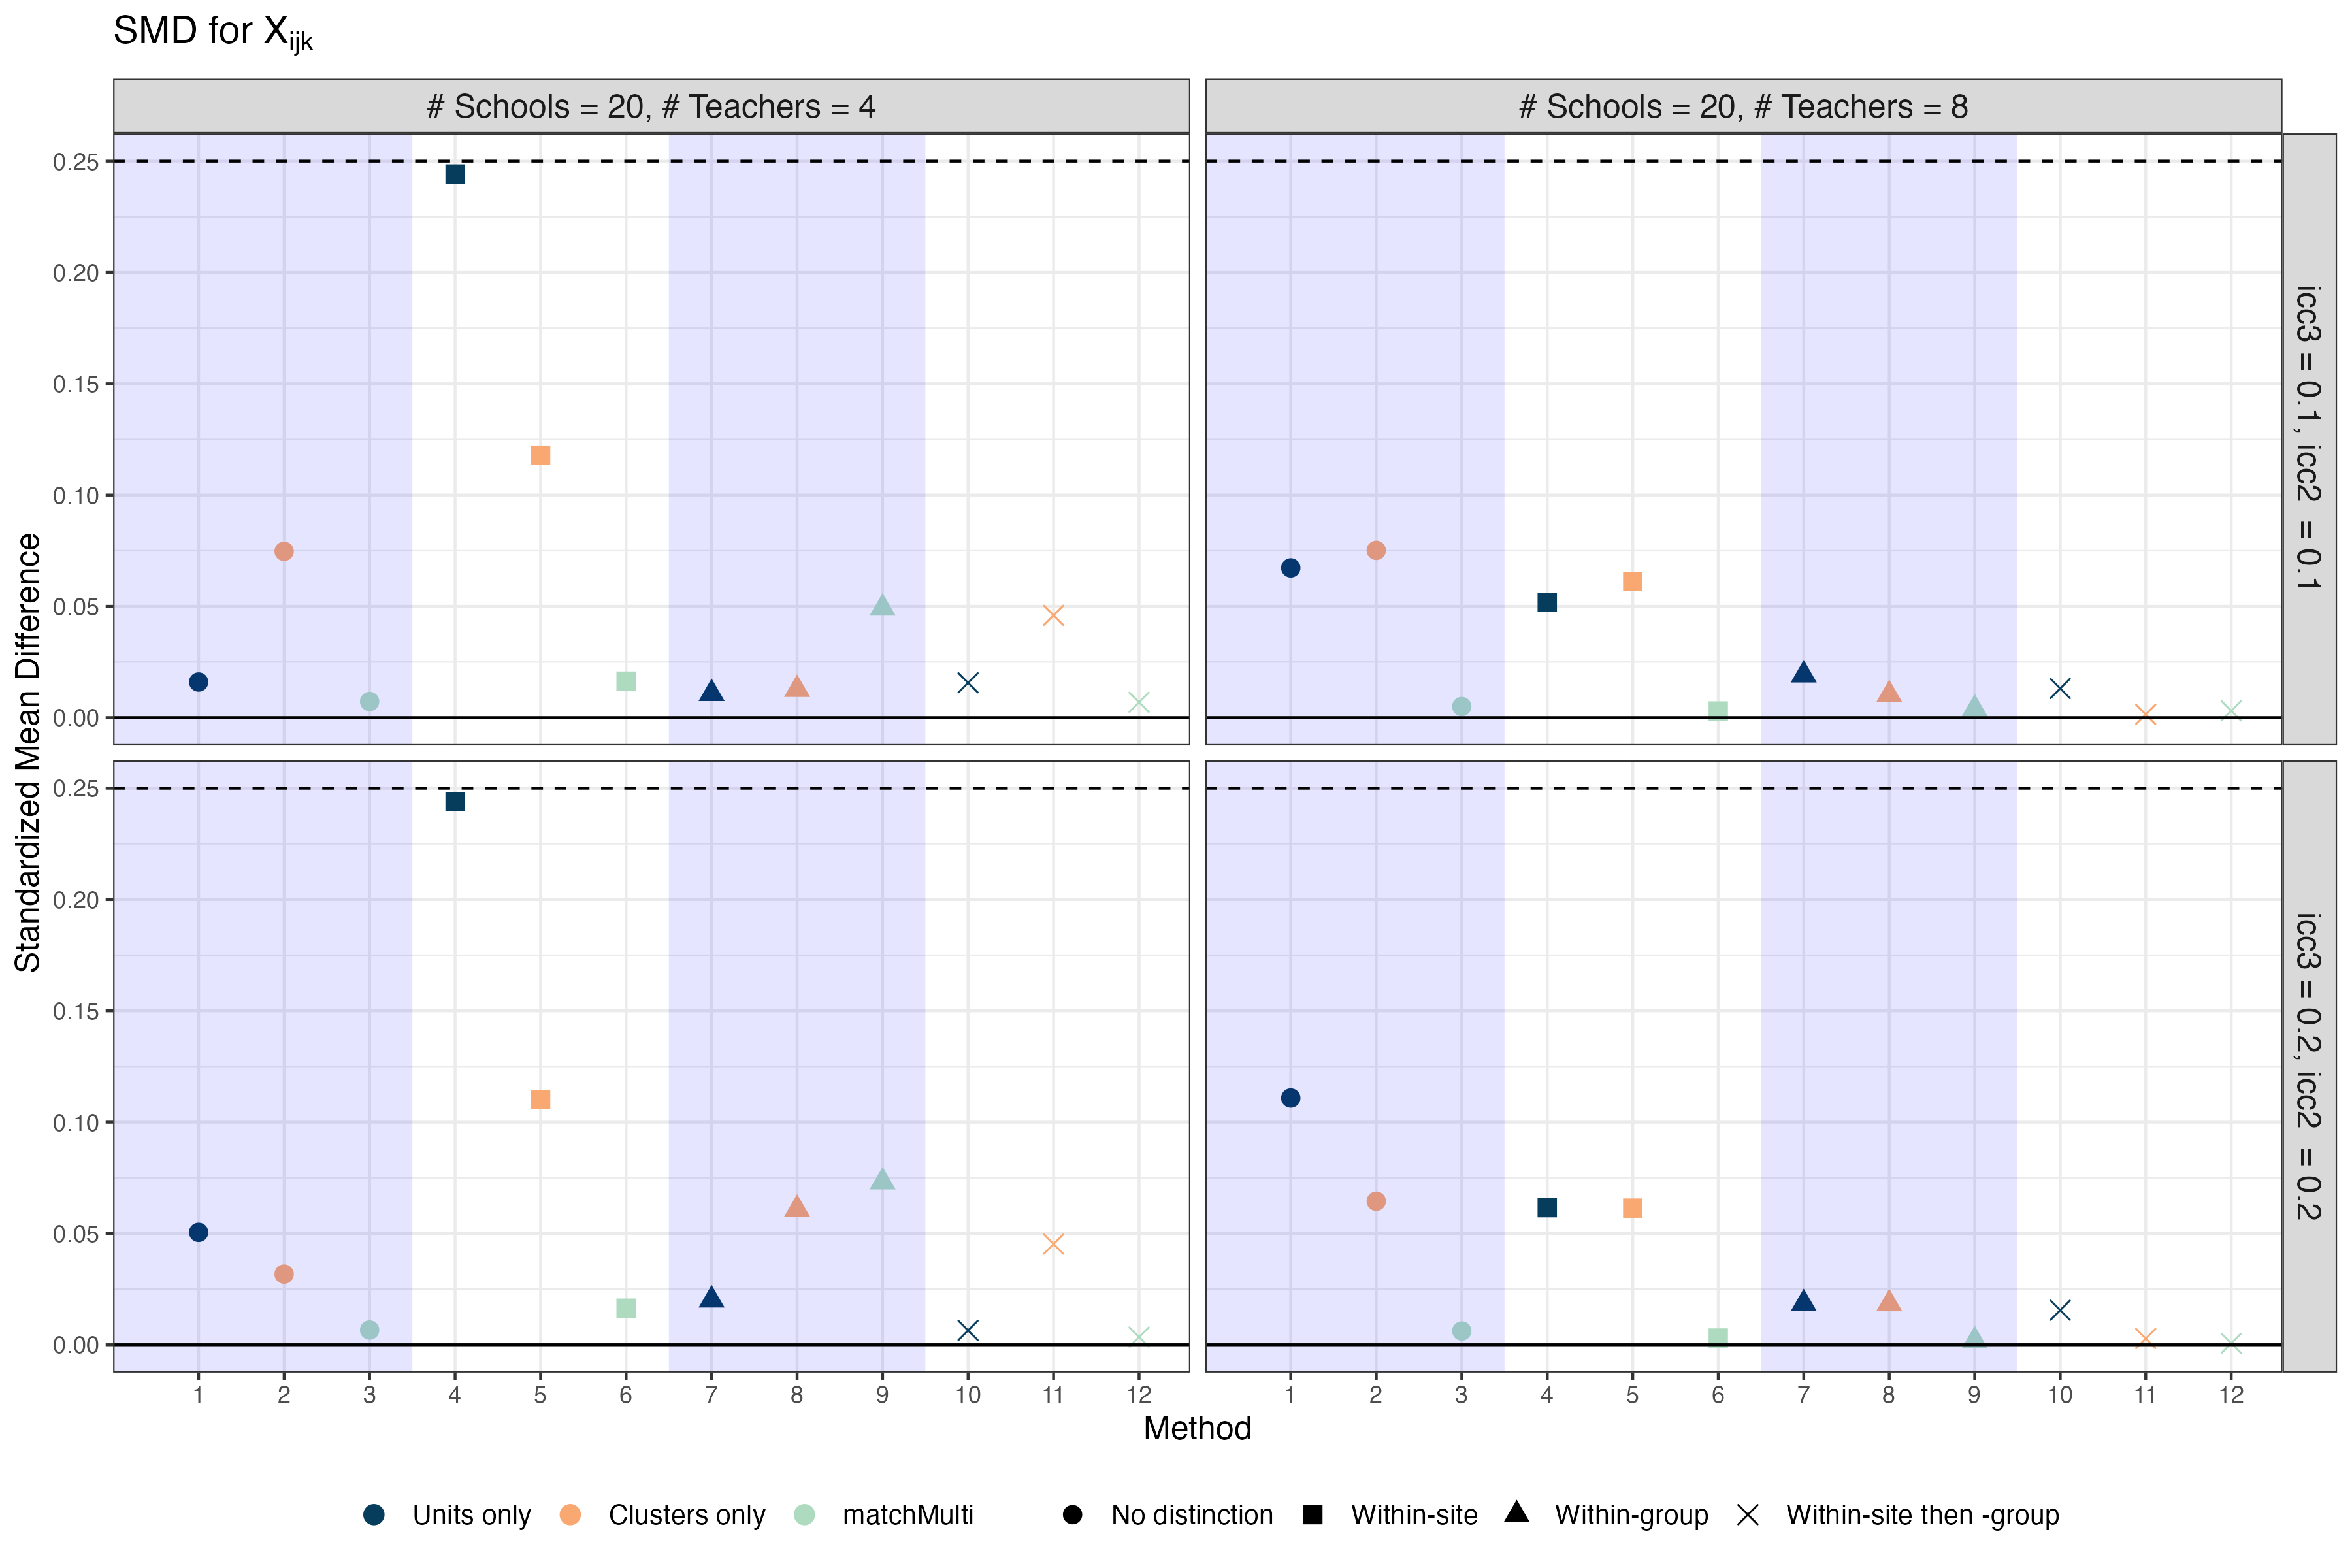 SMD for Xijk
# Schools = 20, # Teachers = 4
# Schools = 20, # Teachers = 8
Standardized Mean Difference
0.25
0.20
0.15
0.10
0.05
0.00
icc3 = 0.1, icc2 = 0.1
0.25
0.20
0.15
0.10
0.05
0.00
icc3 = 0.2, icc2 = 0.2
1 2 3 4 5 6 7 8 9 10 11 12
1 2 3 4 5 6 7 8 9 10 11 12
Method
Units only Clusters only matchMulti No distinction Within-site Within-group Within-site then -group